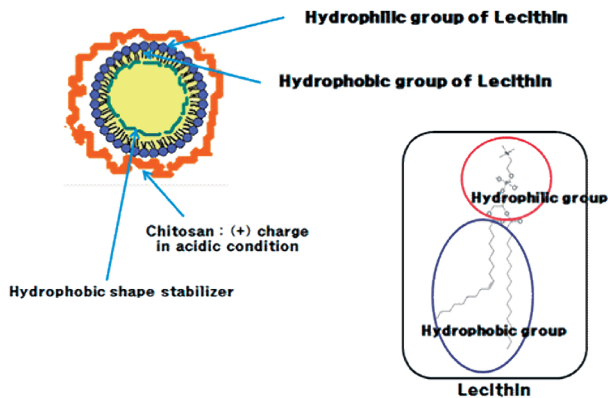 Hydrophilic group of Lecithin
Hydrophobic group of Lecithin
Chitosan : (+) charge
in acidic condition
Hydrophobic shape stabilizer
Hydrophilic group
Hydrophobic group
Lecithin